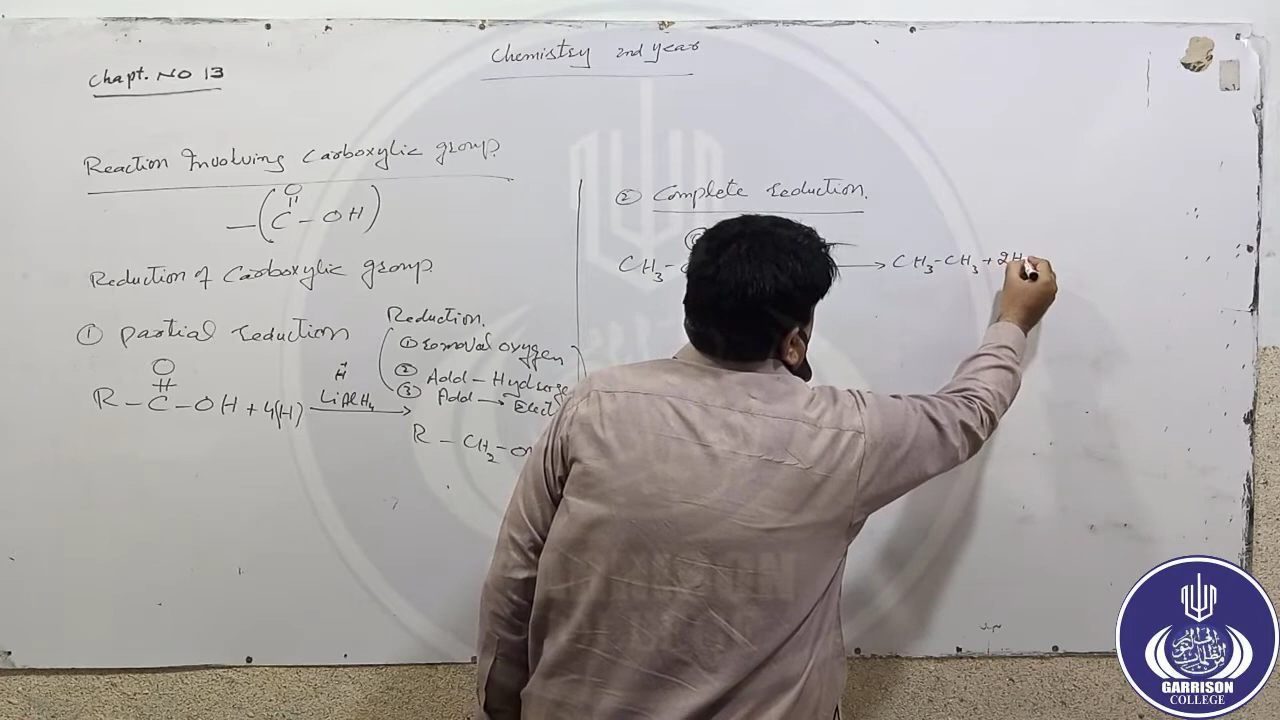 Chemistry 2nd year
Chapt. NO 13
Reaction Involving Carboxylic group.
O
—(C – OH)
Reduction of Carboxylic group
① Partial reduction
O
R – C – OH + 4[H]
H
LiAlH4
R – CH2 – OH
Reduction.
① removal oxygen
② Add – Hydroge
③ Add → Elect
② Complete reduction.
CH3 –
→ CH3-CH3 + 2H
GARRISON
COLLEGE